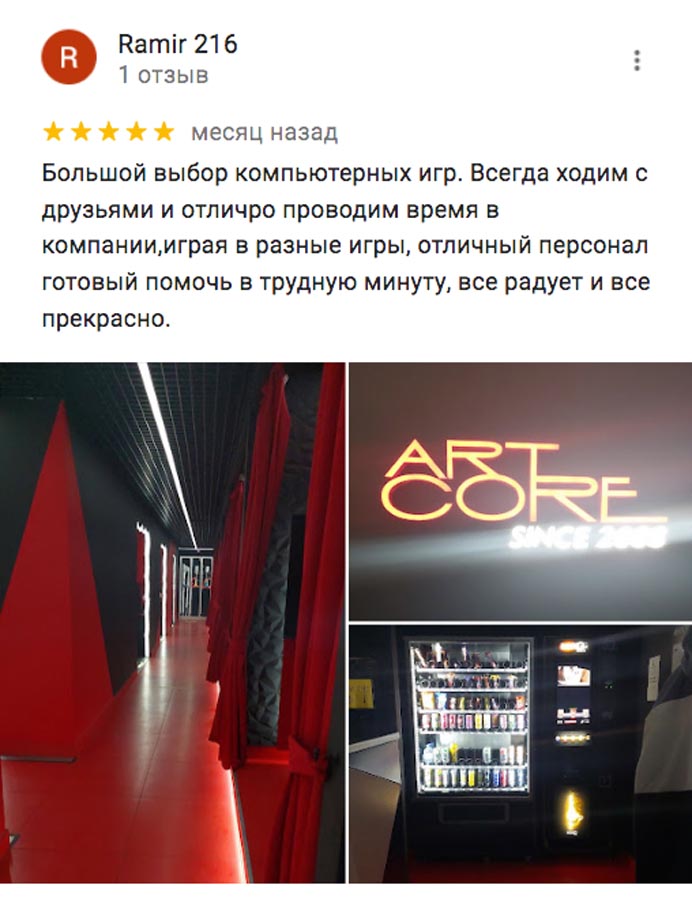 R
Ramir 216
1 отзыв
месяц назад
Большой выбор компьютерных игр. Всегда ходим с
друзьями и отличро проводим время в
компании,играя в разные игры, отличный персонал
готовый помочь в трудную минуту, все радует и все
прекрасно.
ART
CORE
SINCE